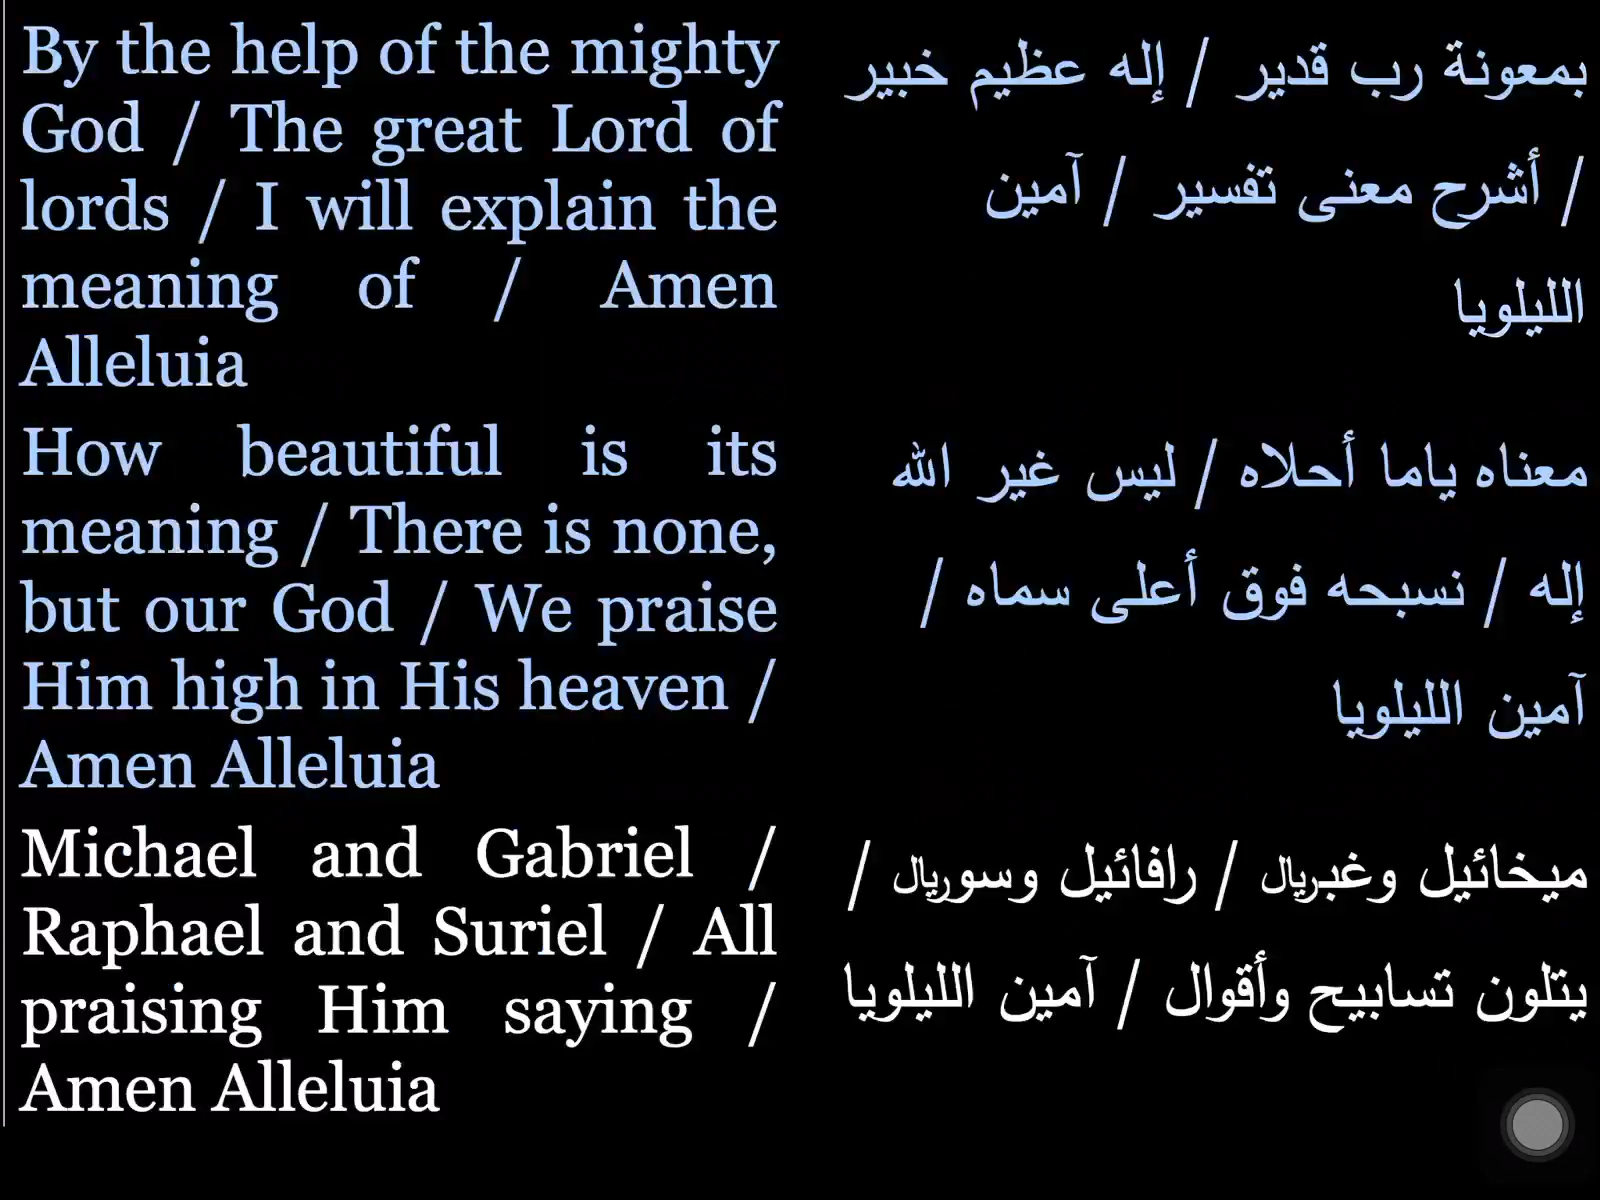 By the help of the mighty
God / The great Lord of
lords / I will explain the
meaning of / Amen
Alleluia
How beautiful is its
meaning / There is none,
but our God / We praise
Him high in His heaven /
Amen Alleluia
Michael and Gabriel /
Raphael and Suriel / All
praising Him saying /
Amen Alleluia
بمعونة رب قدير / إله عظيم خبير
/ أشرح معنى تفسير / آمين
الليلويا
معناه ياما أحلاه / ليس غير الله
إله / نسبحه فوق أعلى سماه /
آمين الليلويا
ميخائيل وغبريال / رافائيل وسوريال /
يتلون تسابيح وأقوال / آمين الليلويا